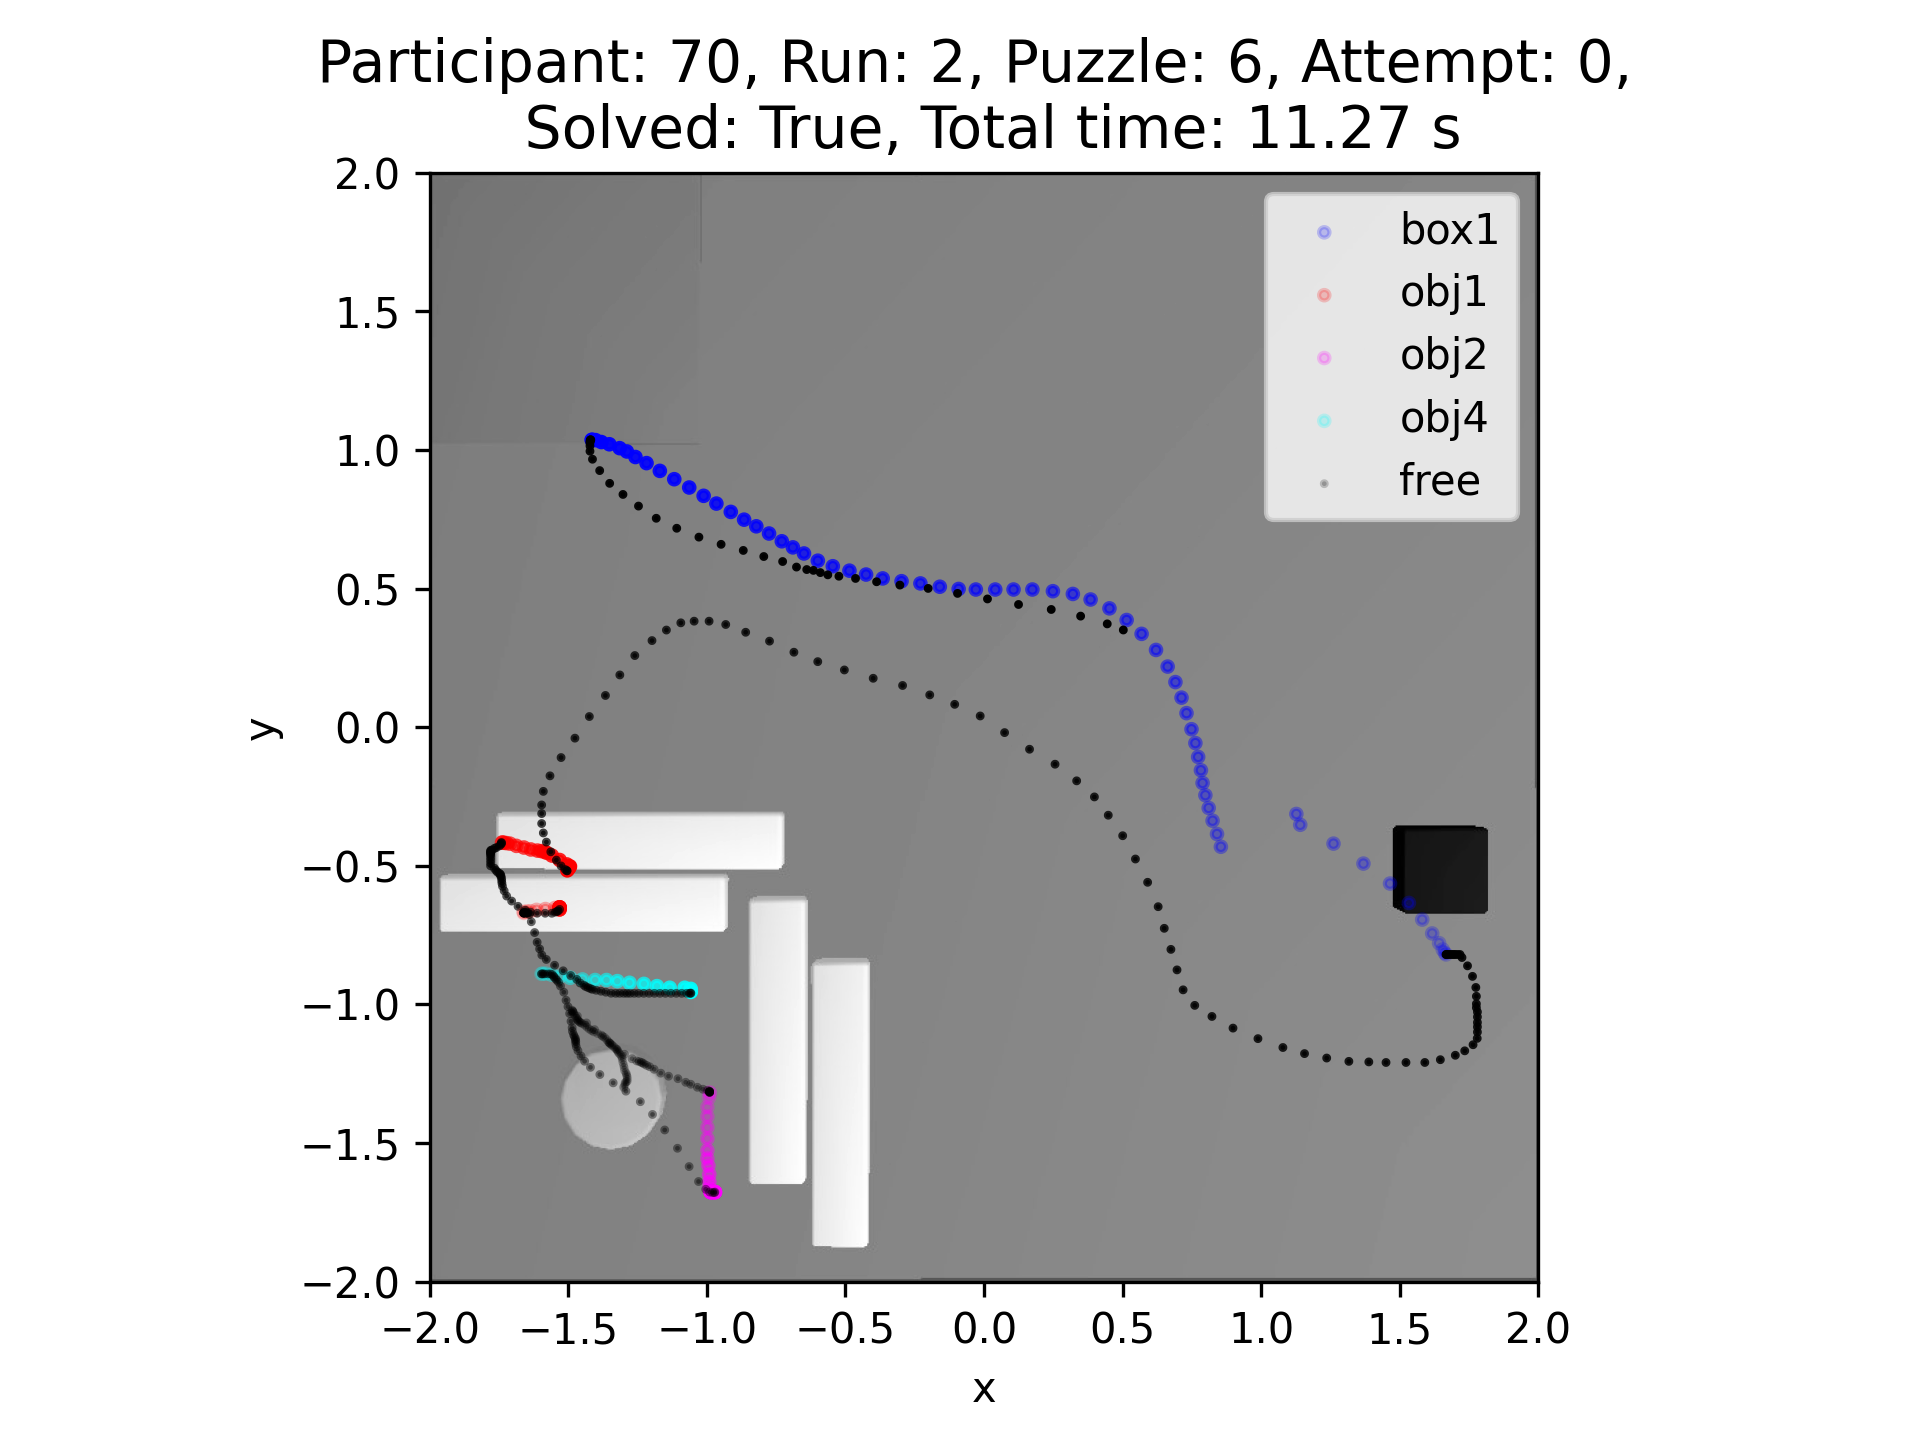 Participant: 70, Run: 2, Puzzle: 6, Attempt: 0,
Solved: True, Total time: 11.27 s
box1
obj1
obj2
obj4
free
2.0
1.5
1.0
0.5
0.0
−0.5
−1.0
−1.5
−2.0
y
−2.0 −1.5 −1.0 −0.5 0.0 0.5 1.0 1.5 2.0
x